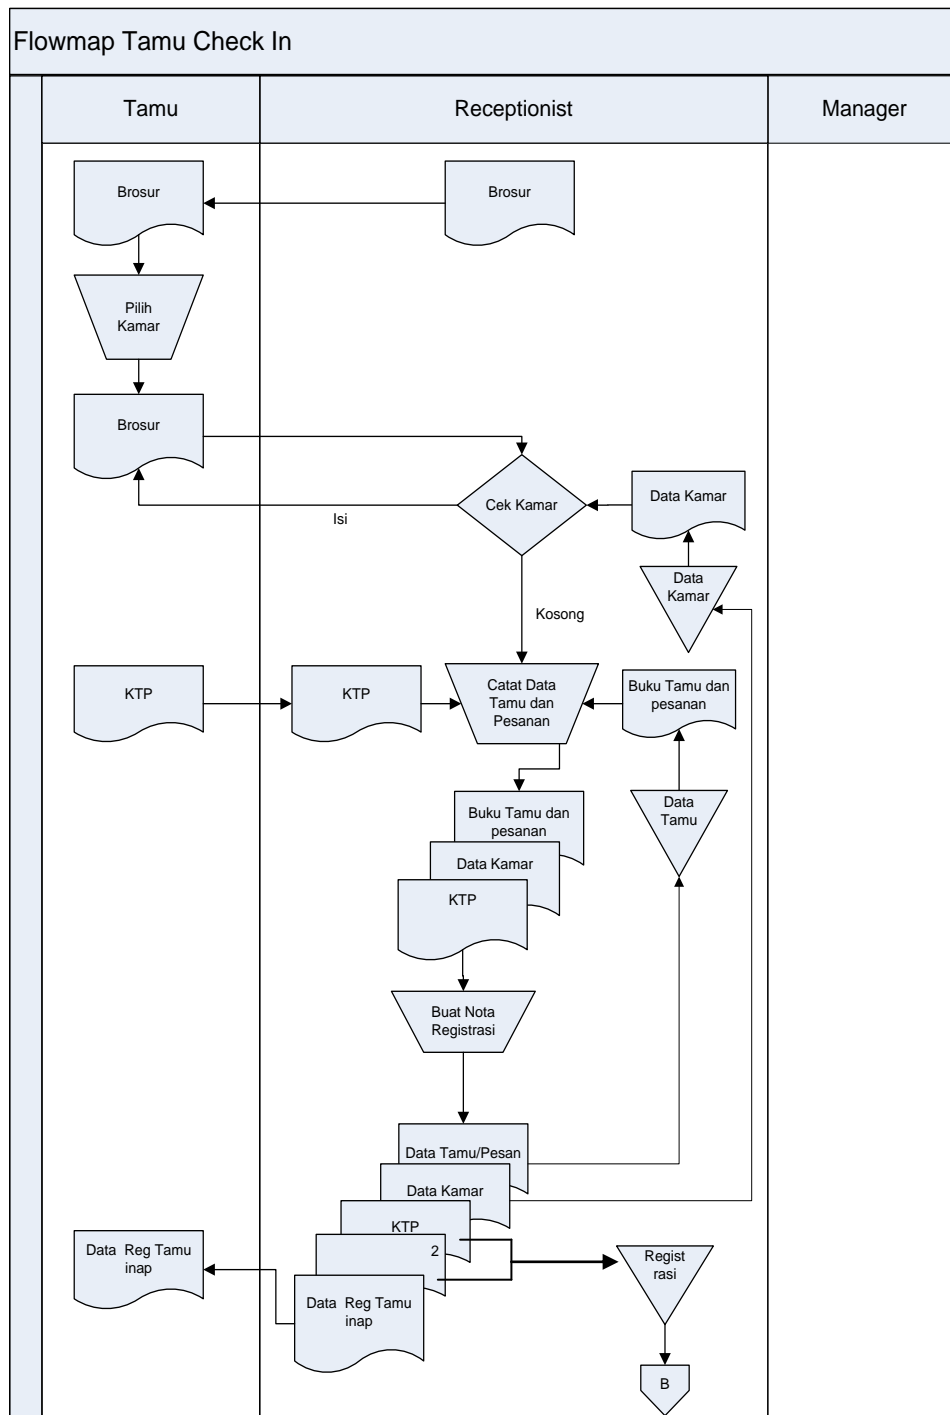 Flowmap Tamu Check In
Tamu
Receptionist
Manager
Brosur
Brosur
Pilih
Kamar
Brosur
Cek Kamar
Data Kamar
Isi
Data
Kamar
Kosong
KTP
KTP
Catat Data
Tamu dan
Pesanan
Buku Tamu dan
pesanan
Data
Tamu
Buku Tamu dan
pesanan
Data Kamar
KTP
Buat Nota
Registrasi
Data Tamu/Pesan
Data Kamar
KTP
2
Data Reg Tamu
inap
Data Reg Tamu
inap
Regist
rasi
B